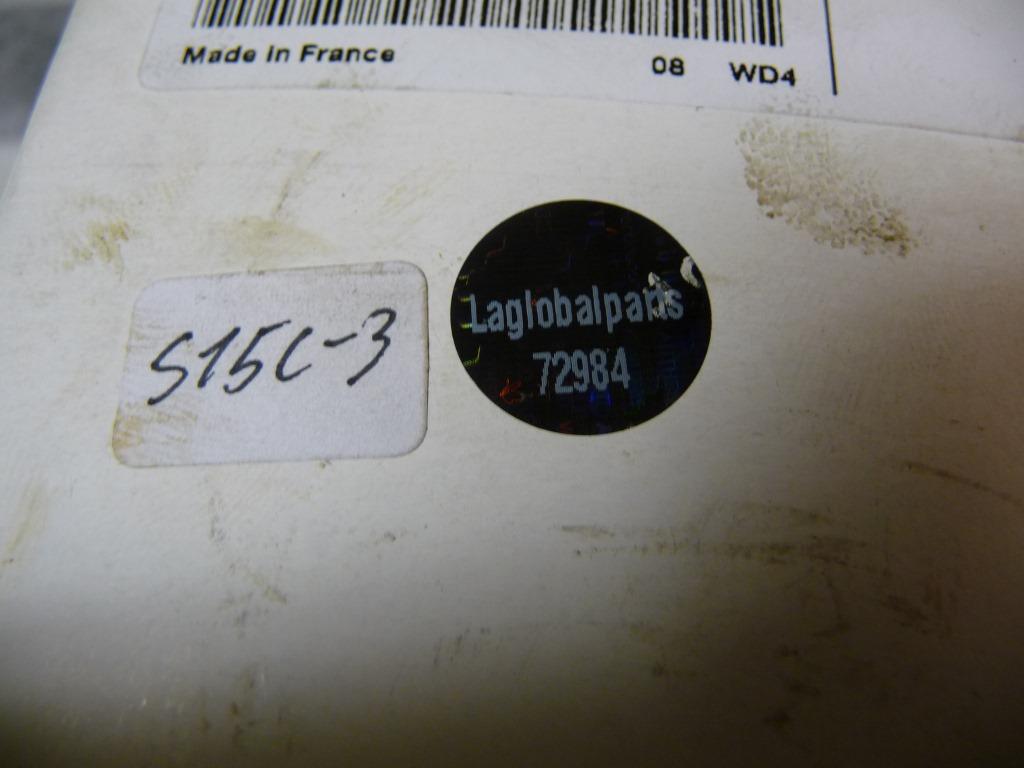 Made in France
08 WD4
S15C-3
Laglobalparts
72984